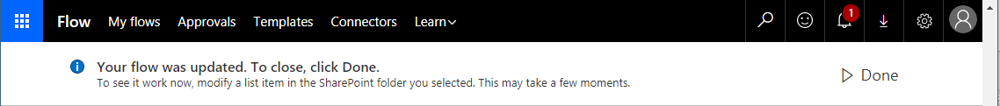 Flow My flows Approvals Templates Connectors Learn 1
Your flow was updated. To close, click Done.
To see it work now, modify a list item in the SharePoint folder you selected. This may take a few moments.
Done